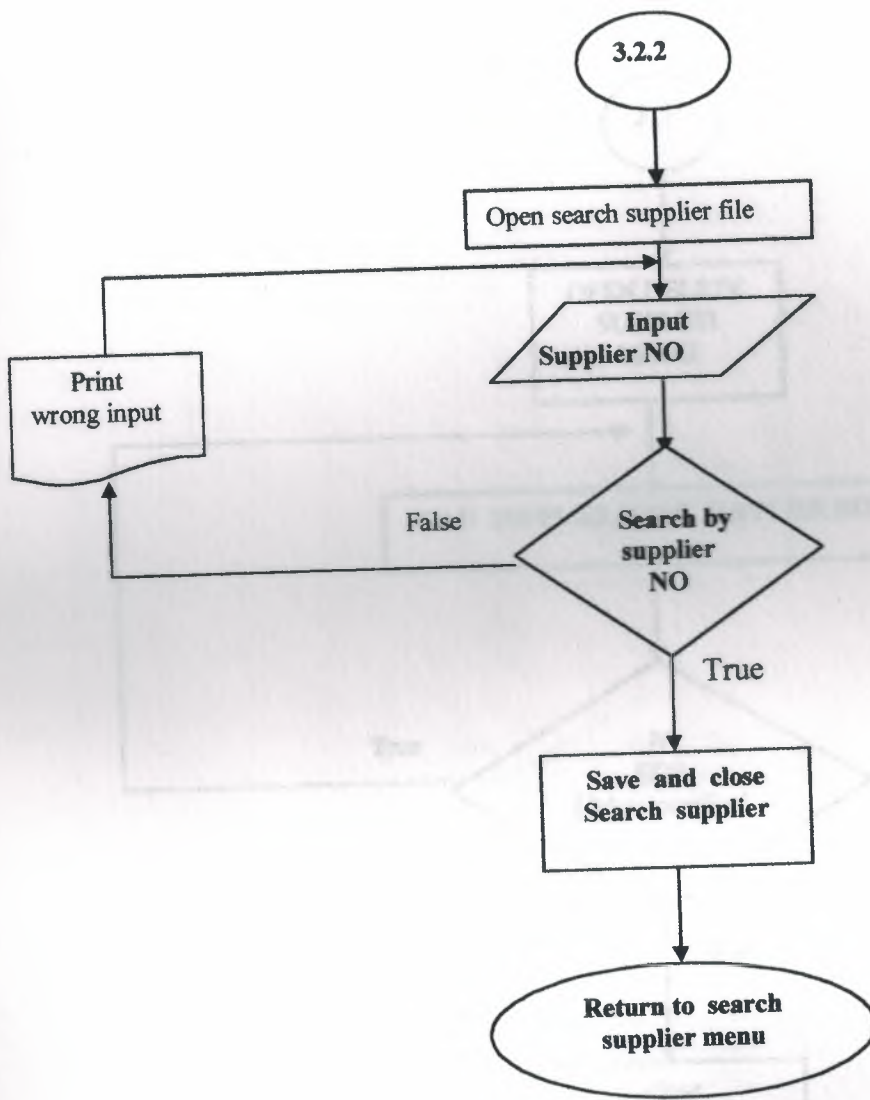 3.2.2
Open search supplier file
Input
Supplier NO
Print
wrong input
False
Search by
supplier
NO
True
Save and close
Search supplier
Return to search
supplier menu